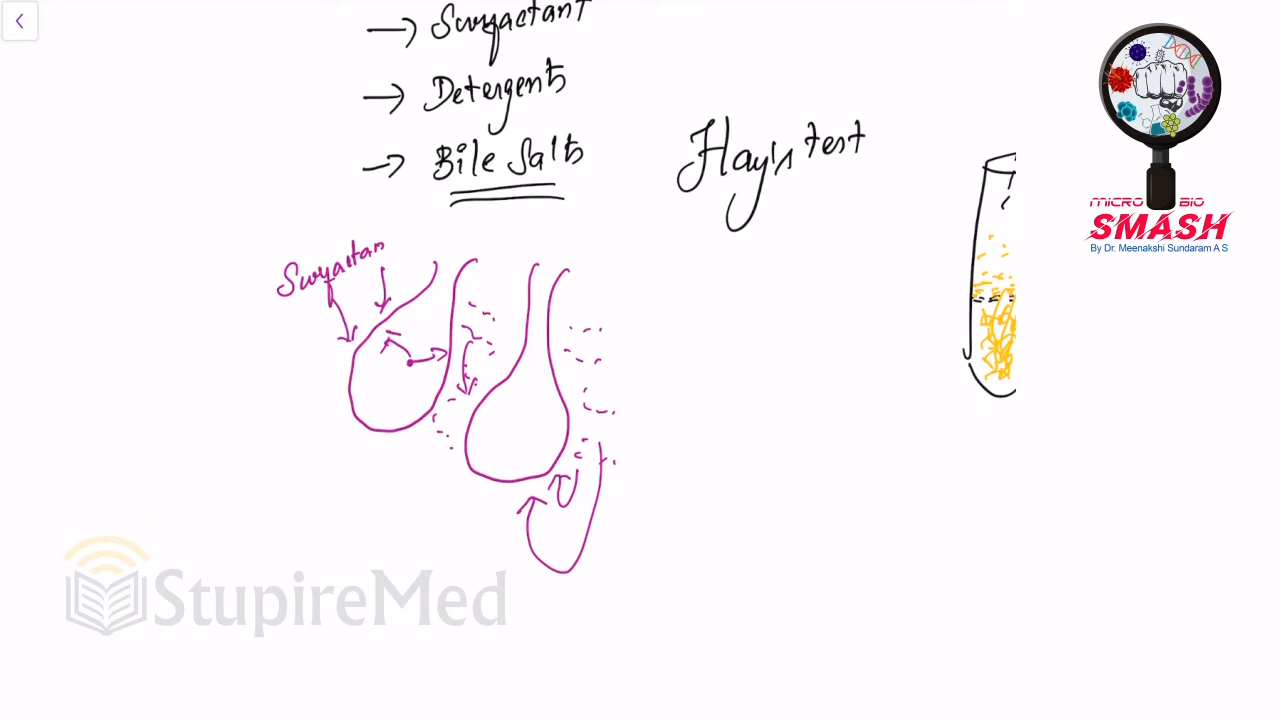 → Surfactant
→ Detergents
→ Bile Salts
Hay's test
Surfactan
MICRO BIO
SMASH
By Dr. Meenakshi Sundaram A S
StupireMed